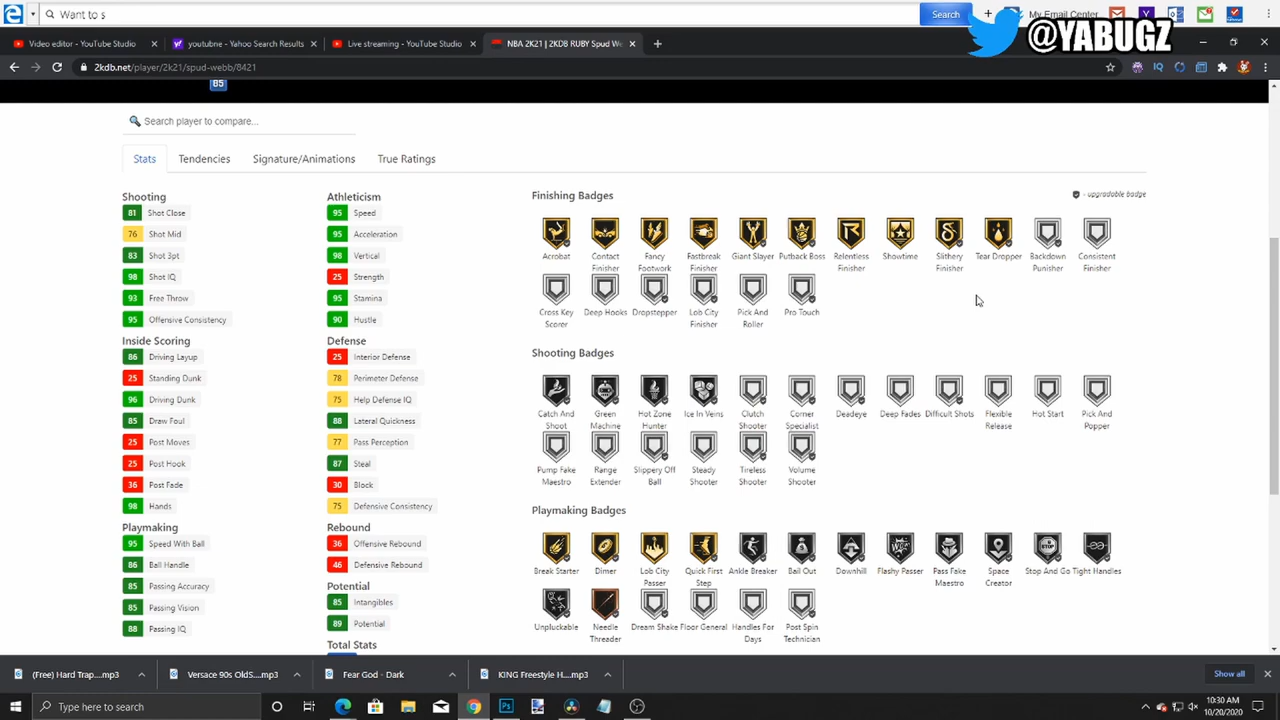 Want to s
Search
My Email Center
@YABUGZ
Video editor - YouTube Studio
youtubne - Yahoo Search Results
Live streaming - YouTube Studio
NBA 2K21 | 2KDB RUBY Spud We
2kdb.net/player/2k21/spud-webb/8421
85
Search player to compare...
Stats Tendencies Signature/Animations True Ratings
Shooting
81 Shot Close
76 Shot Mid
83 Shot 3pt
98 Shot IQ
93 Free Throw
95 Offensive Consistency
Inside Scoring
86 Driving Layup
25 Standing Dunk
96 Driving Dunk
85 Draw Foul
25 Post Moves
25 Post Hook
36 Post Fade
98 Hands
Playmaking
95 Speed With Ball
86 Ball Handle
85 Passing Accuracy
85 Passing Vision
88 Passing IQ
Athleticism
95 Speed
95 Acceleration
98 Vertical
25 Strength
95 Stamina
90 Hustle
Defense
25 Interior Defense
78 Perimeter Defense
75 Help Defense IQ
88 Lateral Quickness
77 Pass Perception
87 Steal
30 Block
75 Defensive Consistency
Rebound
36 Offensive Rebound
46 Defensive Rebound
Potential
85 Intangibles
89 Potential
Total Stats
Finishing Badges
- upgradable badge
Acrobat
Contact Finisher
Fancy Footwork
Fastbreak Finisher
Giant Slayer
Putback Boss
Relentless Finisher
Showtime
Slithery Finisher
Tear Dropper
Backdown Punisher
Consistent Finisher
Cross Key Scorer
Deep Hooks
Dropstepper
Lob City Finisher
Pick And Roller
Pro Touch
Shooting Badges
Catch And Shoot
Green Machine
Hot Zone Hunter
Ice In Veins
Clutch Shooter
Corner Specialist
Deadeye
Deep Fades
Difficult Shots
Flexible Release
Hot Start
Pick And Popper
Pump Fake Maestro
Range Extender
Slippery Off Ball
Steady Shooter
Tireless Shooter
Volume Shooter
Playmaking Badges
Break Starter
Dimer
Lob City Passer
Quick First Step
Ankle Breaker
Bail Out
Downhill
Flashy Passer
Pass Fake Maestro
Space Creator
Stop And Go
Tight Handles
Unpluckable
Needle Threader
Dream Shake
Floor General
Handles For Days
Post Spin Technician
(Free) Hard Trap....mp3
Versace 90s OldS....mp3
Fear God - Dark
KING Freestyle H....mp3
Show all
Type here to search
10:30 AM
10/20/2020